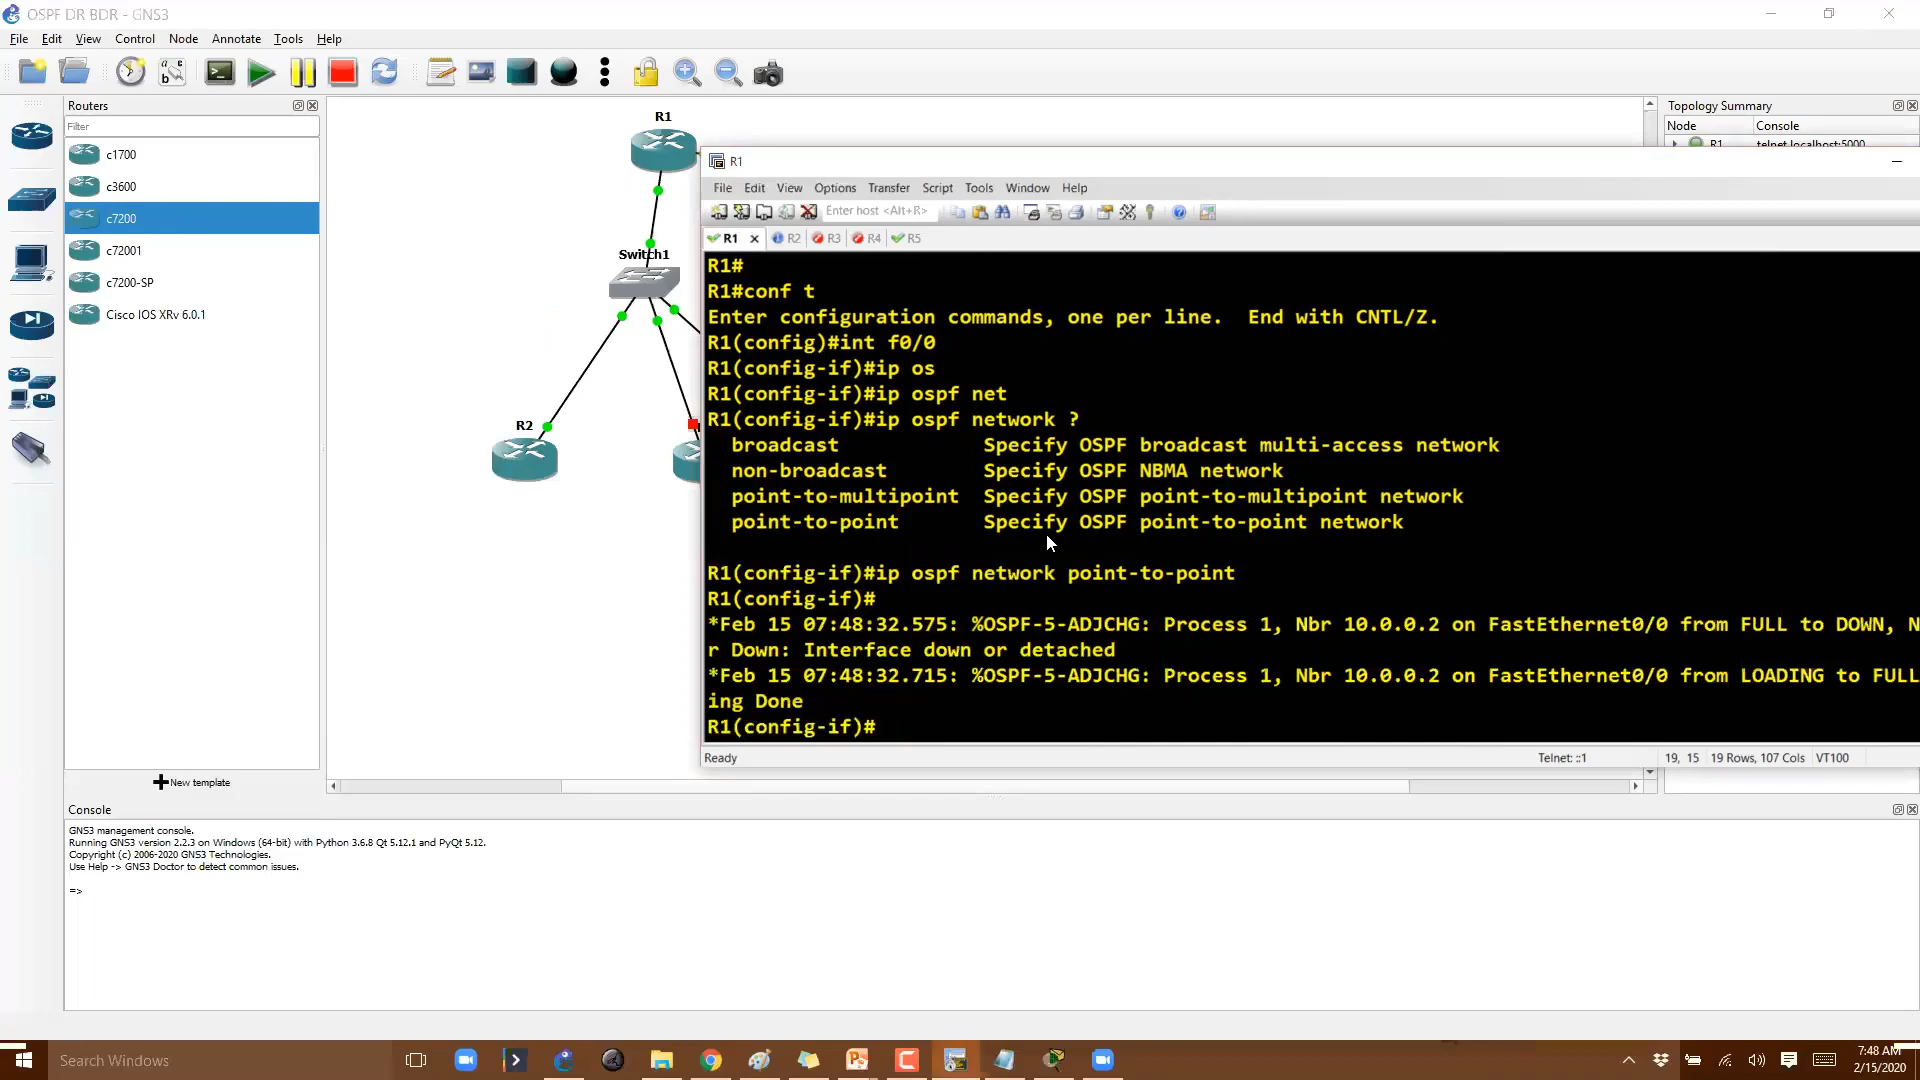 OSPF DR BDR - GNS3
File Edit View Control Node Annotate Tools Help
Routers
Filter
c1700
c3600
c7200
c72001
c7200-SP
Cisco IOS XRv 6.0.1
New template
R1
Switch1
R2
Topology Summary
Node Console
R1 telnet localhost:5000
R1
File Edit View Options Transfer Script Tools Window Help
Enter host <Alt+R>
R1 R2 R3 R4 R5
R1#
R1#conf t
Enter configuration commands, one per line.  End with CNTL/Z.
R1(config)#int f0/0
R1(config-if)#ip os
R1(config-if)#ip ospf net
R1(config-if)#ip ospf network ?
broadcast Specify OSPF broadcast multi-access network
non-broadcast Specify OSPF NBMA network
point-to-multipoint Specify OSPF point-to-multipoint network
point-to-point Specify OSPF point-to-point network
R1(config-if)#ip ospf network point-to-point
R1(config-if)#
*Feb 15 07:48:32.575: %OSPF-5-ADJCHG: Process 1, Nbr 10.0.0.2 on FastEthernet0/0 from FULL to DOWN, N
r Down: Interface down or detached
*Feb 15 07:48:32.715: %OSPF-5-ADJCHG: Process 1, Nbr 10.0.0.2 on FastEthernet0/0 from LOADING to FULL
ing Done
R1(config-if)#
Ready Telnet: ::1 19, 15 19 Rows, 107 Cols VT100
Console
GNS3 management console.
Running GNS3 version 2.2.3 on Windows (64-bit) with Python 3.6.8 Qt 5.12.1 and PyQt 5.12.
Copyright (c) 2006-2020 GNS3 Technologies.
Use Help -> GNS3 Doctor to detect common issues.
=>
Search Windows
7:48 AM
2/15/2020